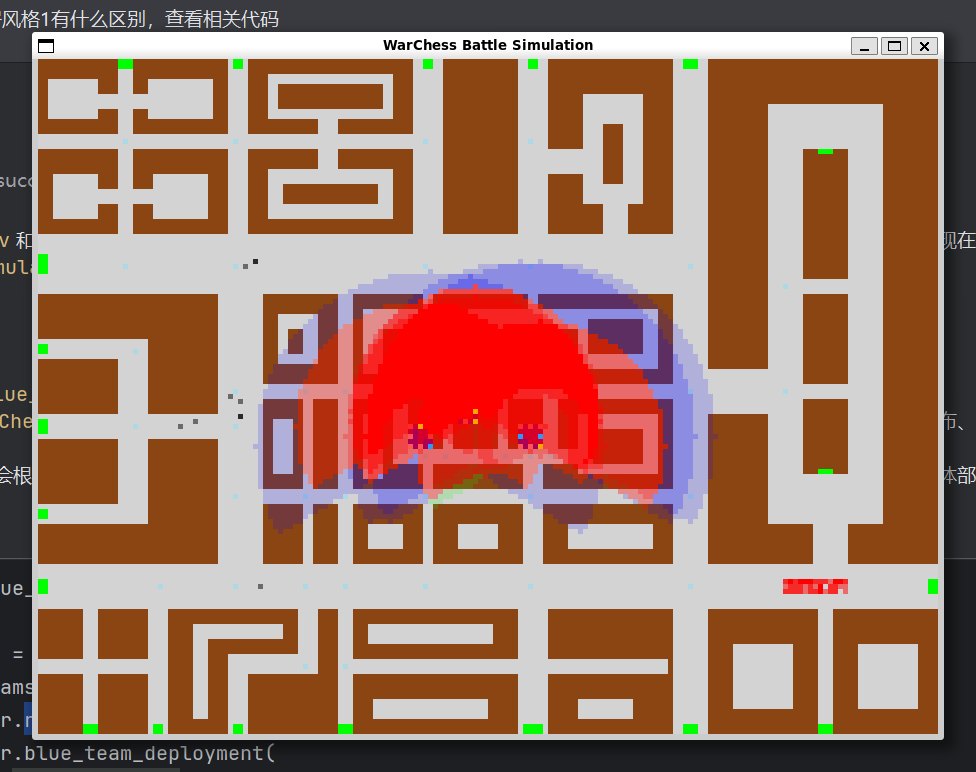 风格1有什么区别，查看相关代码
WarChess Battle Simulation
succ
v 和
现在
mula
lue_
Che
布、
会根
体部
ue_
=
ams
r.r
r.blue_team_deployment(